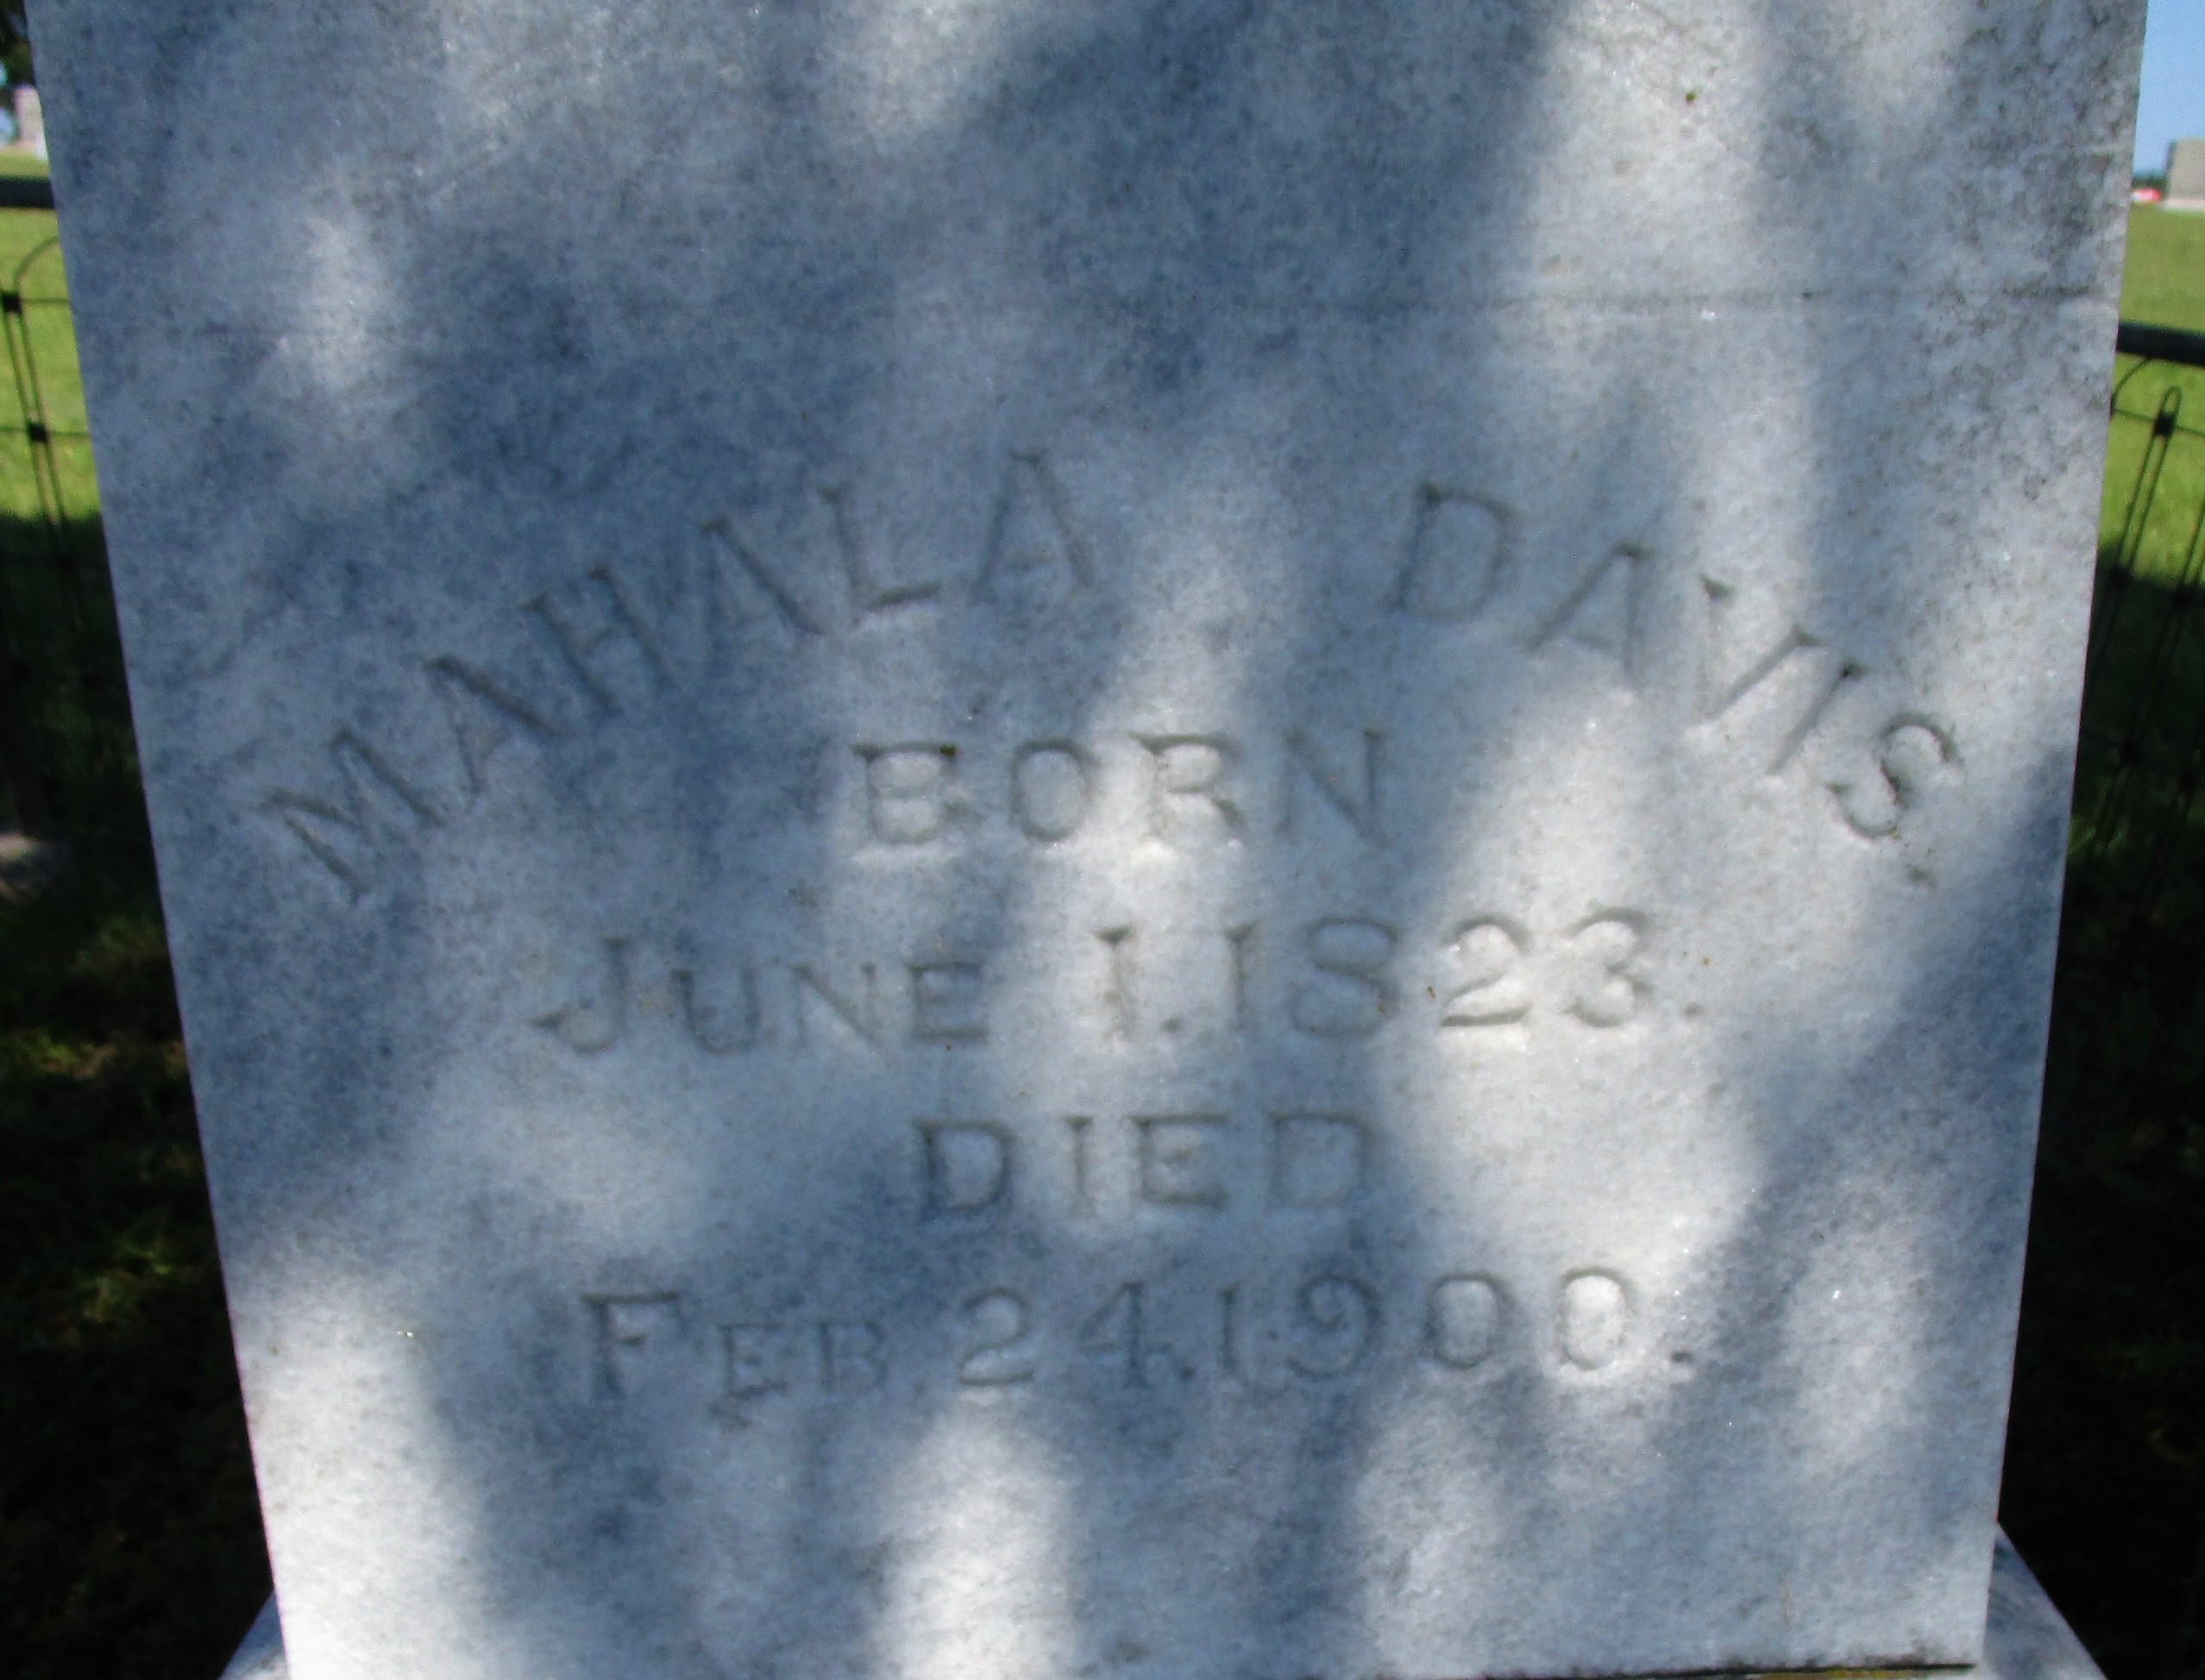 MAHALA DAVIS.
BORN
JUNE 1. 1823.
DIED
FEB. 24. 1900.